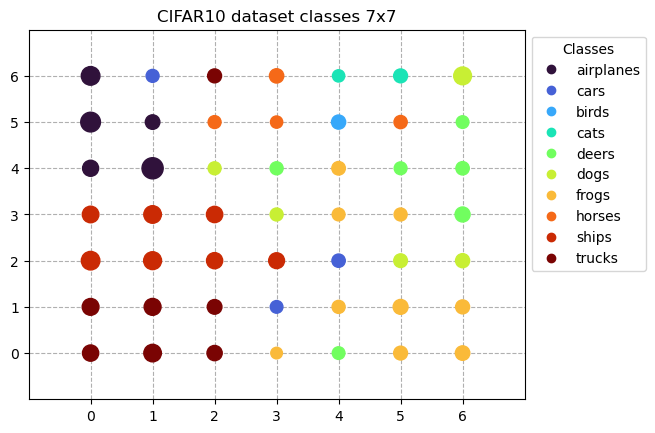 CIFAR10 dataset classes 7x7
6
5
4
3
2
1
0
0 1 2 3 4 5 6
Classes
airplanes
cars
birds
cats
deers
dogs
frogs
horses
ships
trucks